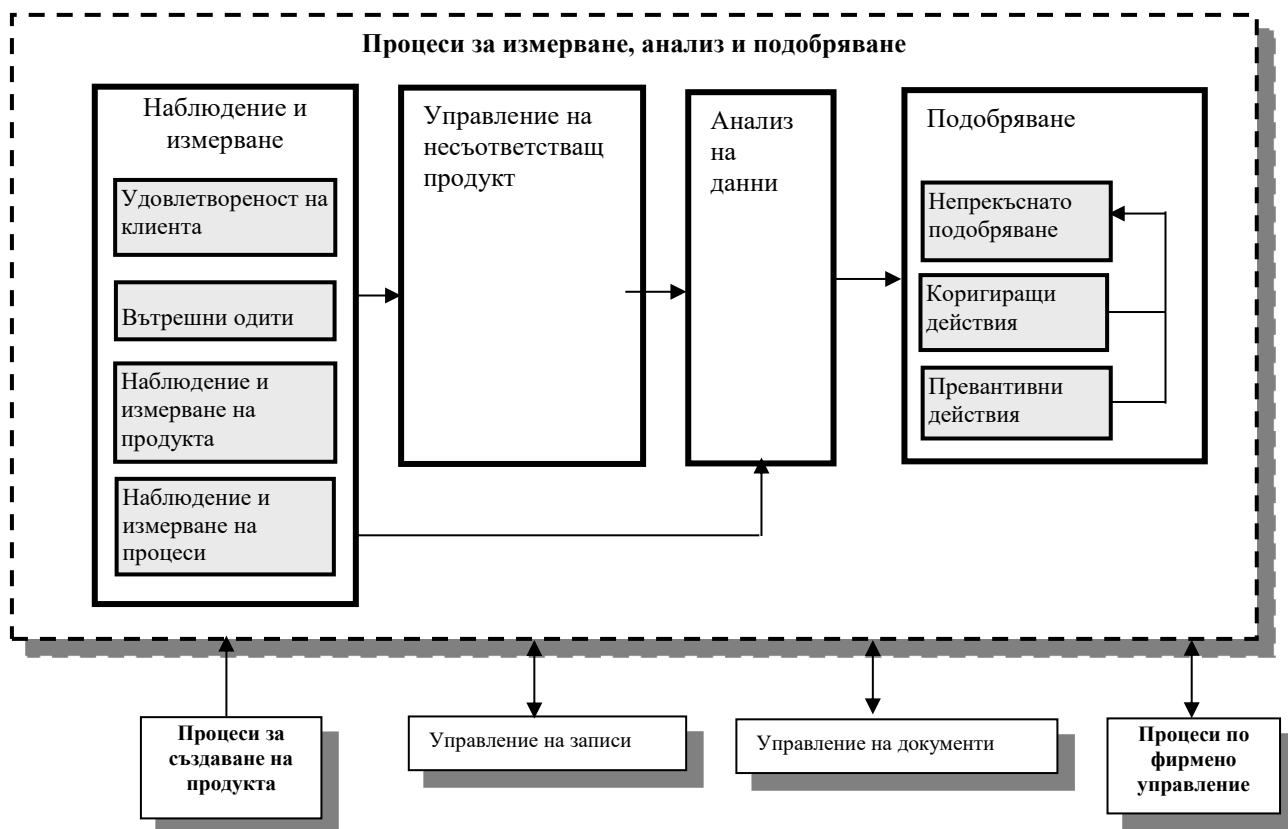 Процеси за измерване, анализ и подобряване
Наблюдение и
измерване
Удовлетвореност на
клиента
Вътрешни одити
Наблюдение и
измерване на
продукта
Наблюдение и
измерване на
процеси
Управление на
несъответстващ
продукт
Анализ
на
данни
Подобряване
Непрекъснато
подобряване
Коригиращи
действия
Превантивни
действия
Процеси за
създаване на
продукта
Управление на записи
Управление на документи
Процеси по
фирмено
управление